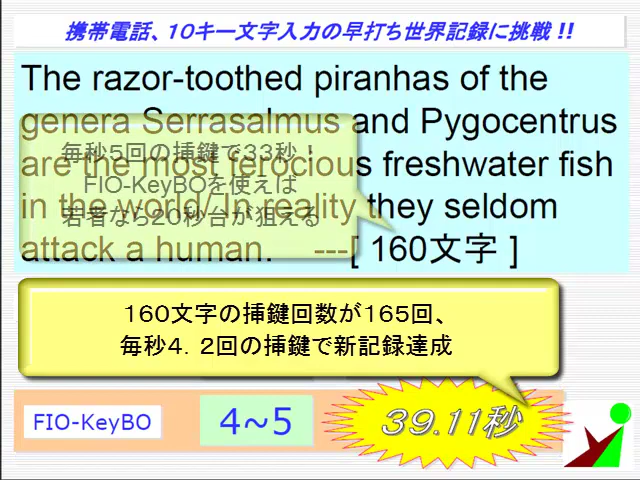 携帯電話、１０キー文字入力の早打ち世界記録に挑戦 !!
The razor-toothed piranhas of the
genera Serrasalmus and Pygocentrus
are the most ferocious freshwater fish
in the world/ In reality they seldom
attack a human. ---[ 160文字 ]
毎秒５回の挿鍵で３３秒！
FIO-KeyBOを使えば
若者なら２０秒台が狙える
１６０文字の挿鍵回数が１６５回、
毎秒４．２回の挿鍵で新記録達成
FIO-KeyBO
4~5
３９.１１秒